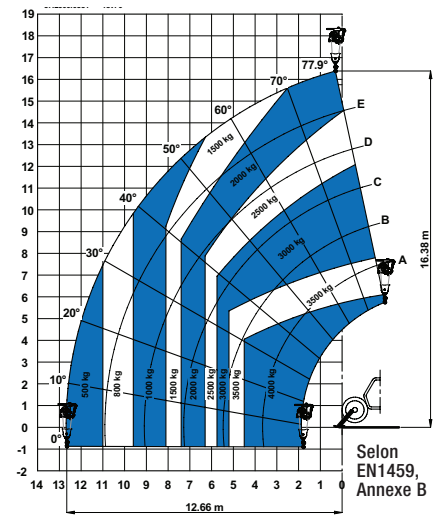 19
18
17
16
15
14
13
12
11
10
9
8
7
6
5
4
3
2
1
0
-1
-2
14 13 12 11 10 9 8 7 6 5 4 3 2 1 0
12.66 m
16.38 m
77.9°
70°
60°
50°
40°
30°
20°
10°
0°
E
D
C
B
A
1500 kg
2000 kg
2500 kg
3000 kg
3500 kg
500 kg
800 kg
1000 kg
1500 kg
2000 kg
2500 kg
3000 kg
3500 kg
4000 kg
Selon
EN1459,
Annexe B